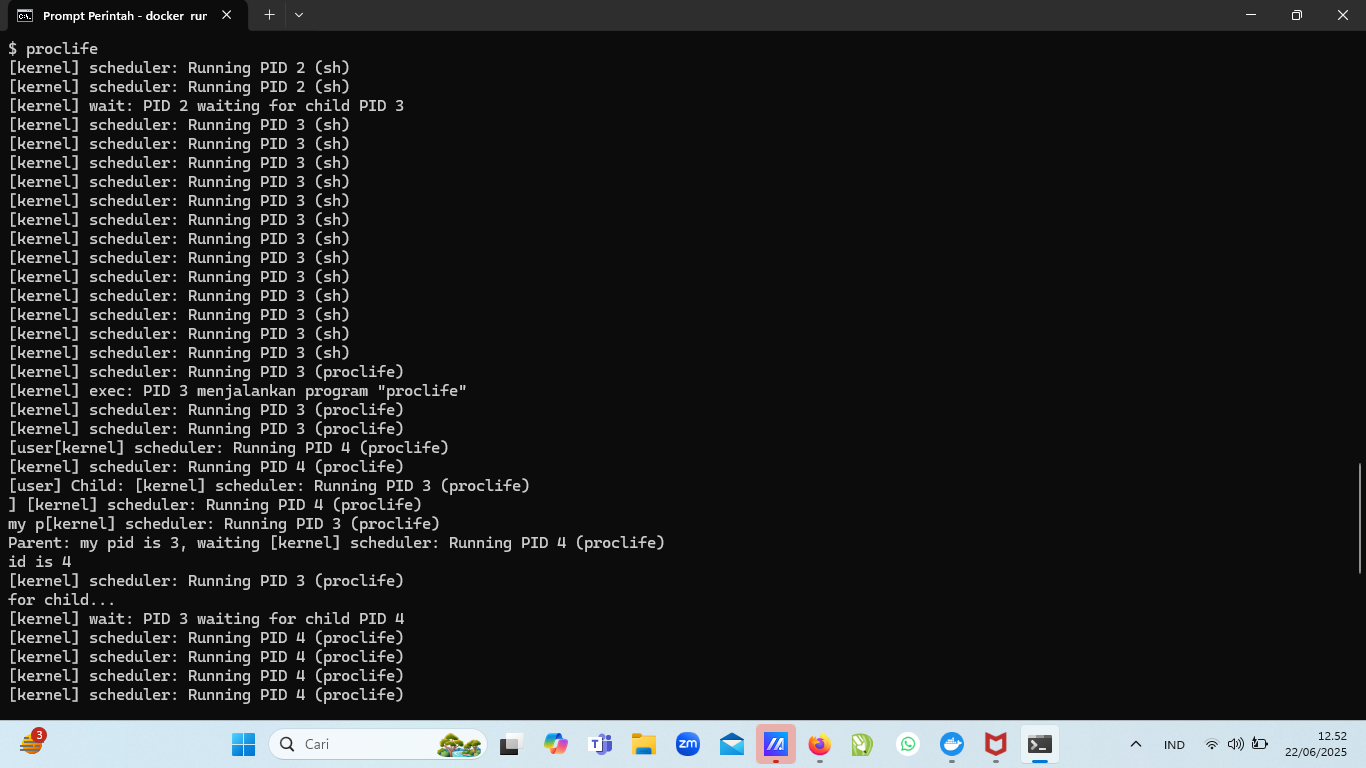 Prompt Perintah - docker  rur
$ proclife
[kernel] scheduler: Running PID 2 (sh)
[kernel] scheduler: Running PID 2 (sh)
[kernel] wait: PID 2 waiting for child PID 3
[kernel] scheduler: Running PID 3 (sh)
[kernel] scheduler: Running PID 3 (sh)
[kernel] scheduler: Running PID 3 (sh)
[kernel] scheduler: Running PID 3 (sh)
[kernel] scheduler: Running PID 3 (sh)
[kernel] scheduler: Running PID 3 (sh)
[kernel] scheduler: Running PID 3 (sh)
[kernel] scheduler: Running PID 3 (sh)
[kernel] scheduler: Running PID 3 (sh)
[kernel] scheduler: Running PID 3 (sh)
[kernel] scheduler: Running PID 3 (sh)
[kernel] scheduler: Running PID 3 (sh)
[kernel] scheduler: Running PID 3 (sh)
[kernel] scheduler: Running PID 3 (proclife)
[kernel] exec: PID 3 menjalankan program "proclife"
[kernel] scheduler: Running PID 3 (proclife)
[kernel] scheduler: Running PID 3 (proclife)
[user[kernel] scheduler: Running PID 4 (proclife)
[kernel] scheduler: Running PID 4 (proclife)
[user] Child: [kernel] scheduler: Running PID 3 (proclife)
] [kernel] scheduler: Running PID 4 (proclife)
my p[kernel] scheduler: Running PID 3 (proclife)
Parent: my pid is 3, waiting [kernel] scheduler: Running PID 4 (proclife)
id is 4
[kernel] scheduler: Running PID 3 (proclife)
for child...
[kernel] wait: PID 3 waiting for child PID 4
[kernel] scheduler: Running PID 4 (proclife)
[kernel] scheduler: Running PID 4 (proclife)
[kernel] scheduler: Running PID 4 (proclife)
[kernel] scheduler: Running PID 4 (proclife)
3
Cari
zm
IND
12.52
22/06/2025